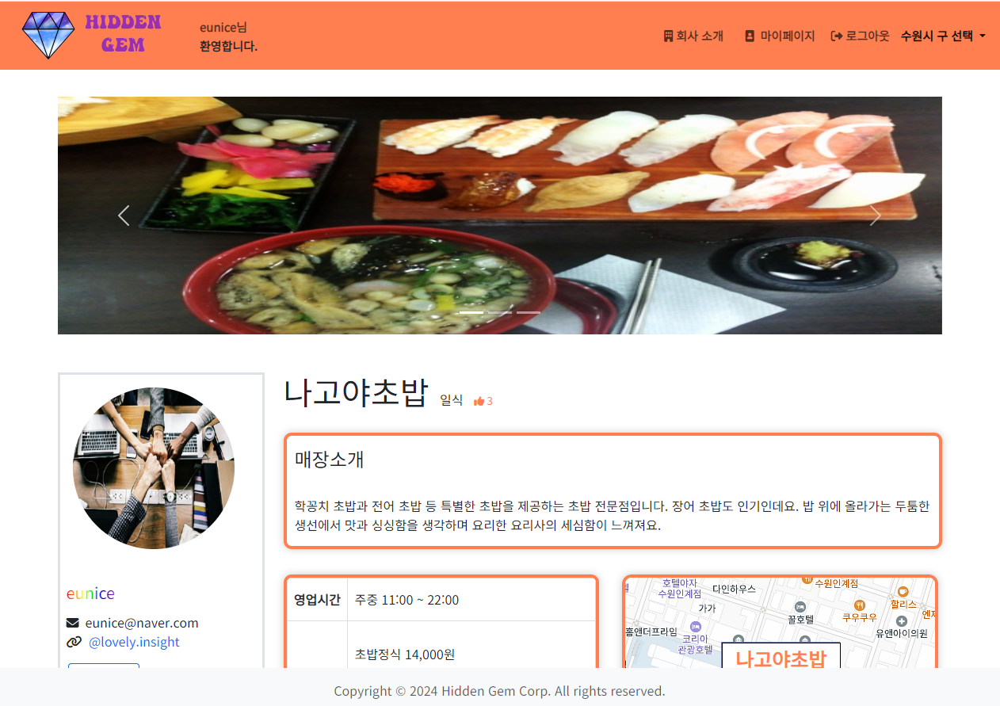 HIDDEN
GEM
eunice님
환영합니다.
회사 소개
마이페이지
로그아웃
수원시 구 선택
나고야초밥 일식 3
매장소개
학꽁치 초밥과 전어 초밥 등 특별한 초밥을 제공하는 초밥 전문점입니다. 장어 초밥도 인기인데요. 밥 위에 올라가는 두툼한
생선에서 맛과 싱싱함을 생각하며 요리한 요리사의 세심함이 느껴져요.
eunice
eunice@naver.com
@lovely.insight
영업시간 주중 11:00 ~ 22:00
초밥정식 14,000원
호텔야자
수원인계점
다인하우스
수원인계점
할리스
가가
꿀호텔
쿠우쿠우
홈앤더프라임
코리아
관광호텔
유앤아이의원
나고야초밥
Copyright © 2024 Hidden Gem Corp. All rights reserved.